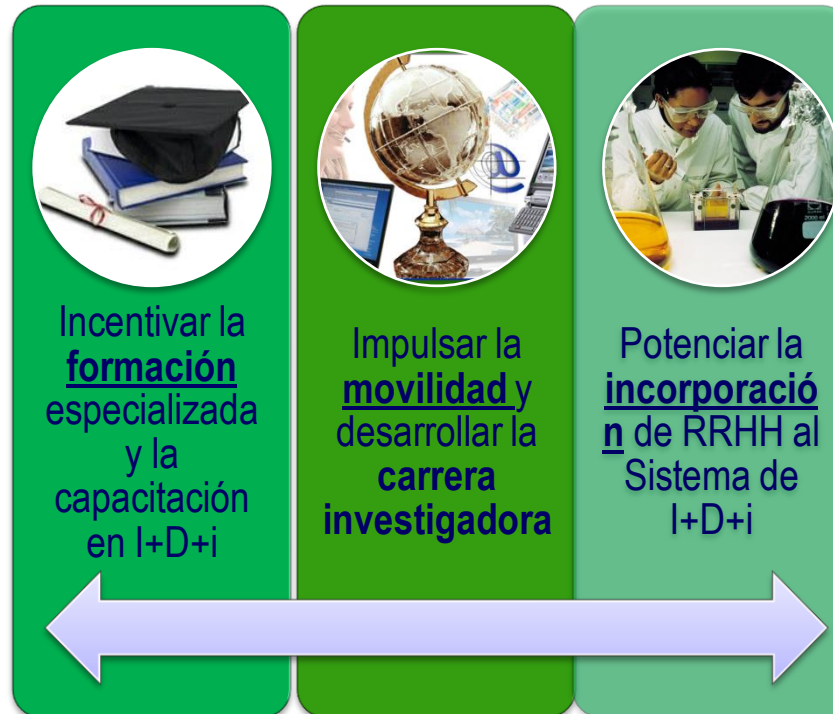 Incentivar la
formación
especializada
y la
capacitación
en I+D+i
Impulsar la
movilidad y
desarrollar la
carrera
investigadora
Potenciar la
incorporació
n de RRHH al
Sistema de
I+D+i